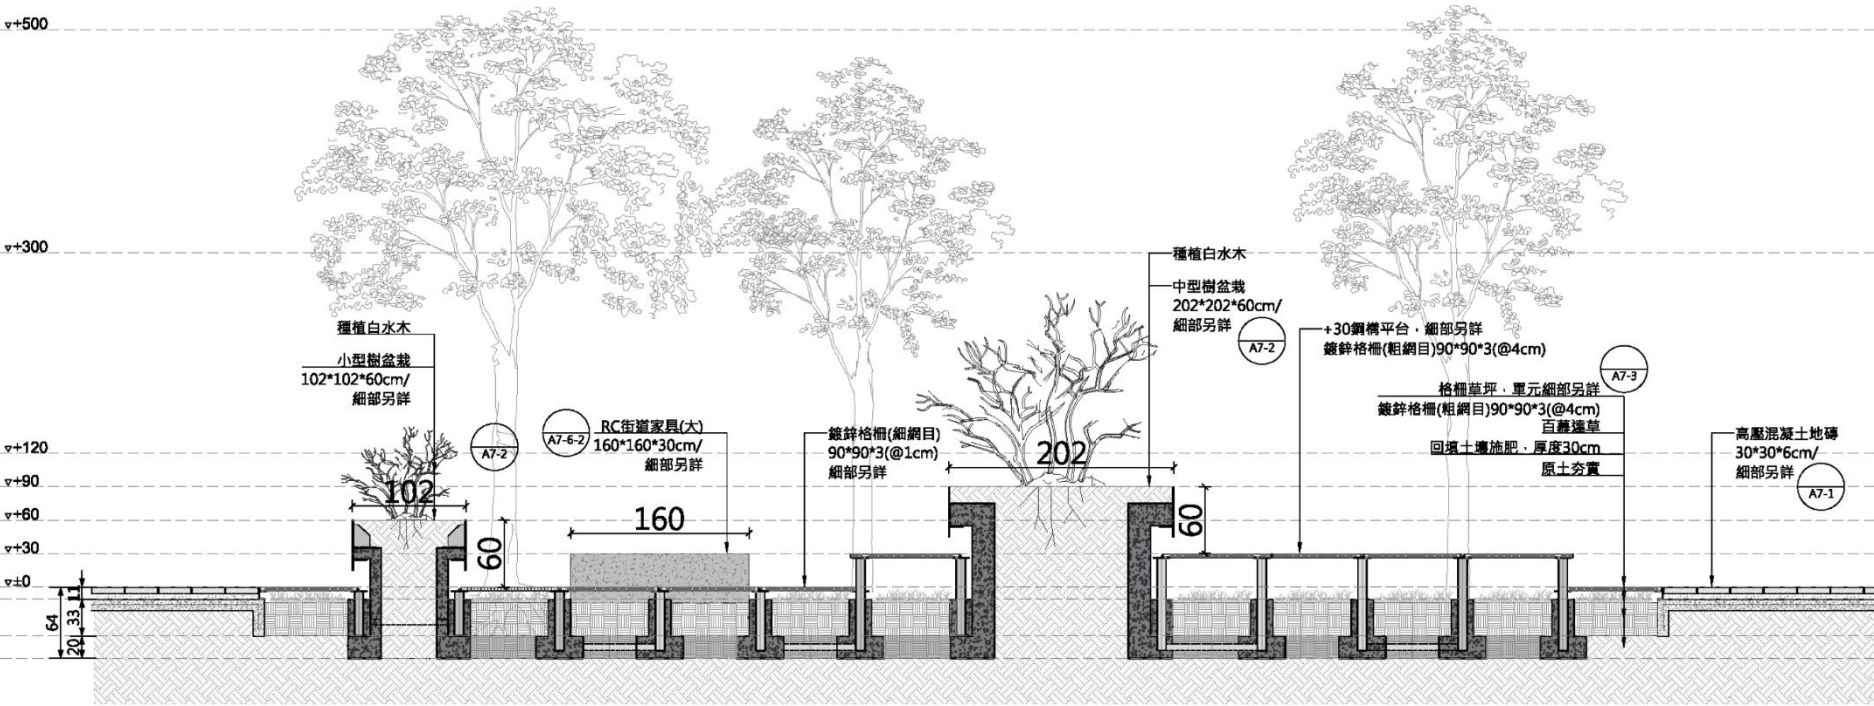 ▿+500
▿+300
▿+120
▿+90
▿+60
▿+30
▿±0
種植白水木
小型樹盆栽
102*102*60cm/
細部另詳
102
A7-2
60
A7-6-2
RC街道家具(大)
160*160*30cm/
細部另詳
160
鍍鋅格柵(細網目)
90*90*3(@1cm)
細部另詳
202
種植白水木
中型樹盆栽
202*202*60cm/
細部另詳
A7-2
60
+30鋼構平台，細部另詳
鍍鋅格柵(粗網目)90*90*3(@4cm)
A7-3
格柵草坪，單元細部另詳
鍍鋅格柵(粗網目)90*90*3(@4cm)
百慕達草
回填土壤施肥，厚度30cm
原土夯實
高壓混凝土地磚
30*30*6cm/
細部另詳
A7-1
64
11
33
20